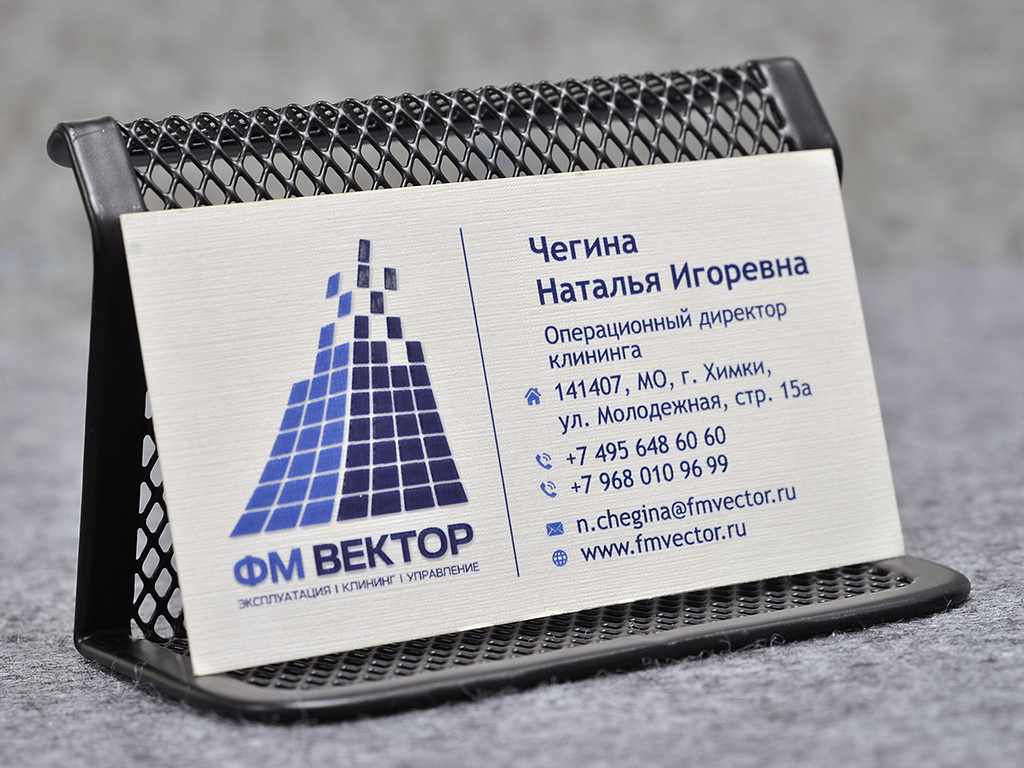 ФМ ВЕКТОР
ЭКСПЛУАТАЦИЯ | КЛИНИНГ | УПРАВЛЕНИЕ
Чегина
Наталья Игоревна
Операционный директор
клининга
141407, МО, г. Химки,
ул. Молодежная, стр. 15а
+7 495 648 60 60
+7 968 010 96 99
n.chegina@fmvector.ru
www.fmvector.ru